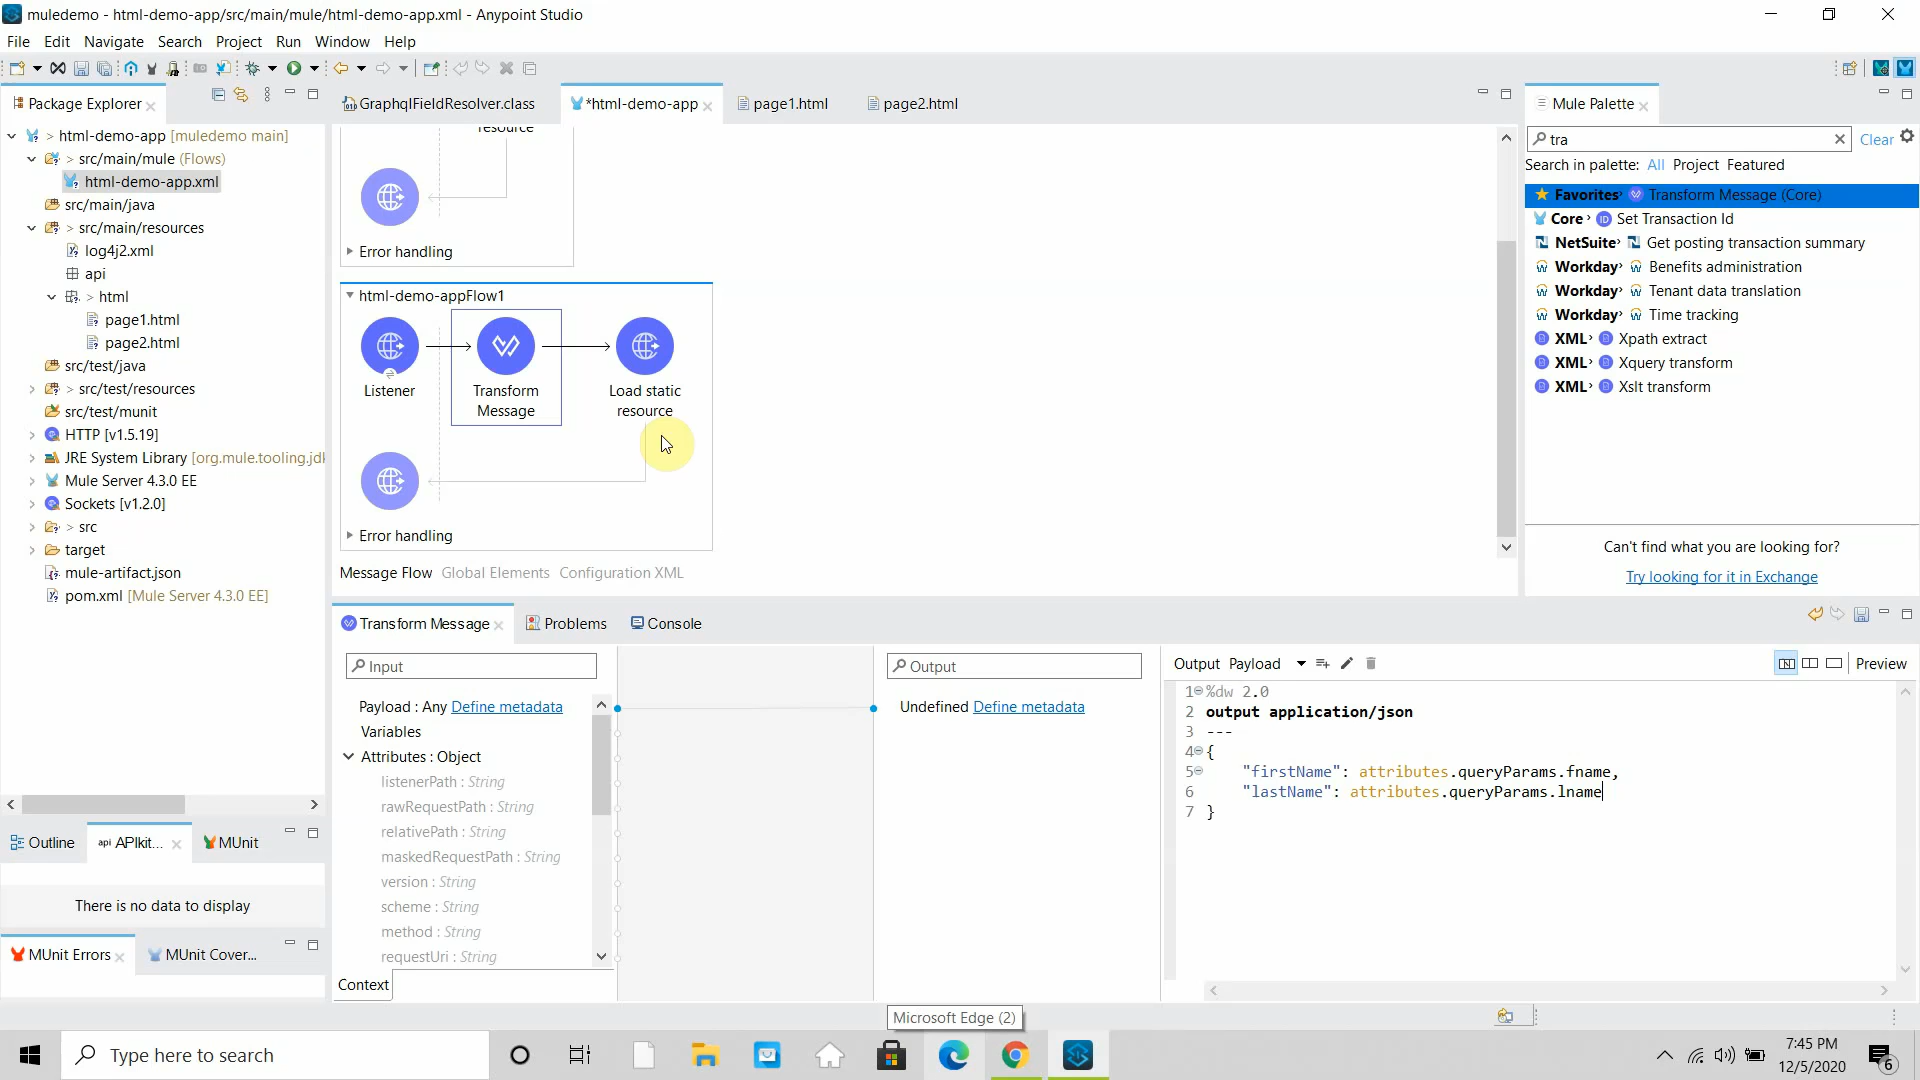 muledemo - html-demo-app/src/main/mule/html-demo-app.xml - Anypoint Studio
File Edit Navigate Search Project Run Window Help
Package Explorer
html-demo-app [muledemo main]
src/main/mule (Flows)
html-demo-app.xml
src/main/java
src/main/resources
log4j2.xml
api
html
page1.html
page2.html
src/test/java
src/test/resources
src/test/munit
HTTP [v1.5.19]
JRE System Library [org.mule.tooling.jdk
Mule Server 4.3.0 EE
Sockets [v1.2.0]
src
target
mule-artifact.json
pom.xml [Mule Server 4.3.0 EE]
Outline APIkit... MUnit
There is no data to display
MUnit Errors MUnit Cover...
GraphqlFieldResolver.class *html-demo-app page1.html page2.html
resource
Error handling
html-demo-appFlow1
Listener
Transform
Message
Load static
resource
Error handling
Message Flow Global Elements Configuration XML
Mule Palette
tra
Clear
Search in palette: All Project Featured
Favorites Transform Message (Core)
Core Set Transaction Id
NetSuite Get posting transaction summary
Workday Benefits administration
Workday Tenant data translation
Workday Time tracking
XML Xpath extract
XML Xquery transform
XML Xslt transform
Can't find what you are looking for?
Try looking for it in Exchange
Transform Message Problems Console
Input
Payload : Any Define metadata
Variables
Attributes : Object
listenerPath : String
rawRequestPath : String
relativePath : String
maskedRequestPath : String
version : String
scheme : String
method : String
requestUri : String
Context
Output
Undefined Define metadata
Output Payload
Preview
1 %dw 2.0
2 output application/json
3 ---
4 {
5 "firstName": attributes.queryParams.fname,
6 "lastName": attributes.queryParams.lname
7 }
Microsoft Edge (2)
Type here to search
7:45 PM
12/5/2020
6